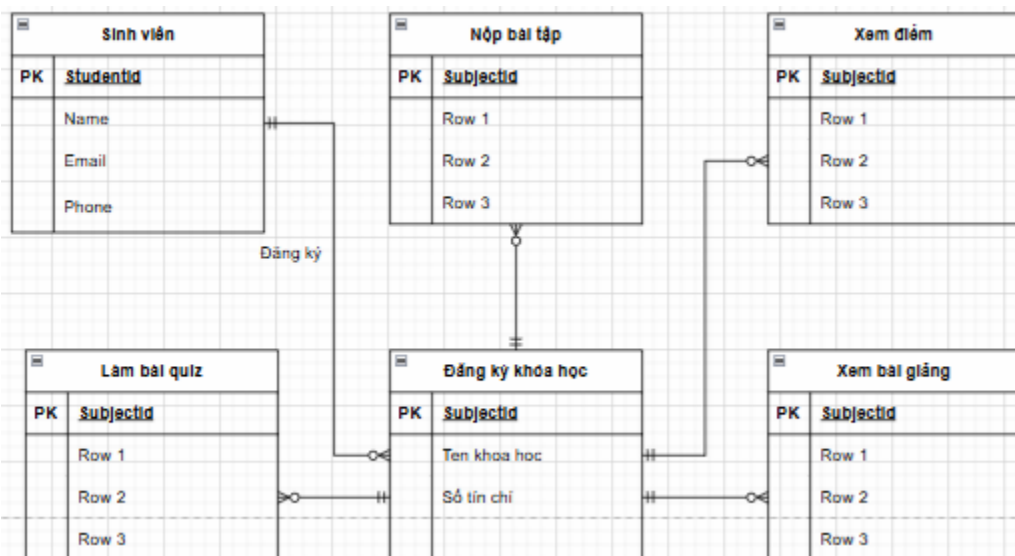 Sinh viên
PK StudentId
Name
Email
Phone
Nộp bài tập
PK SubjectId
Row 1
Row 2
Row 3
Xem điểm
PK SubjectId
Row 1
Row 2
Row 3
Đăng ký
Làm bài quiz
PK SubjectId
Row 1
Row 2
Row 3
Đăng ký khóa học
PK SubjectId
Ten khoa hoc
Số tín chỉ
Xem bài giảng
PK SubjectId
Row 1
Row 2
Row 3